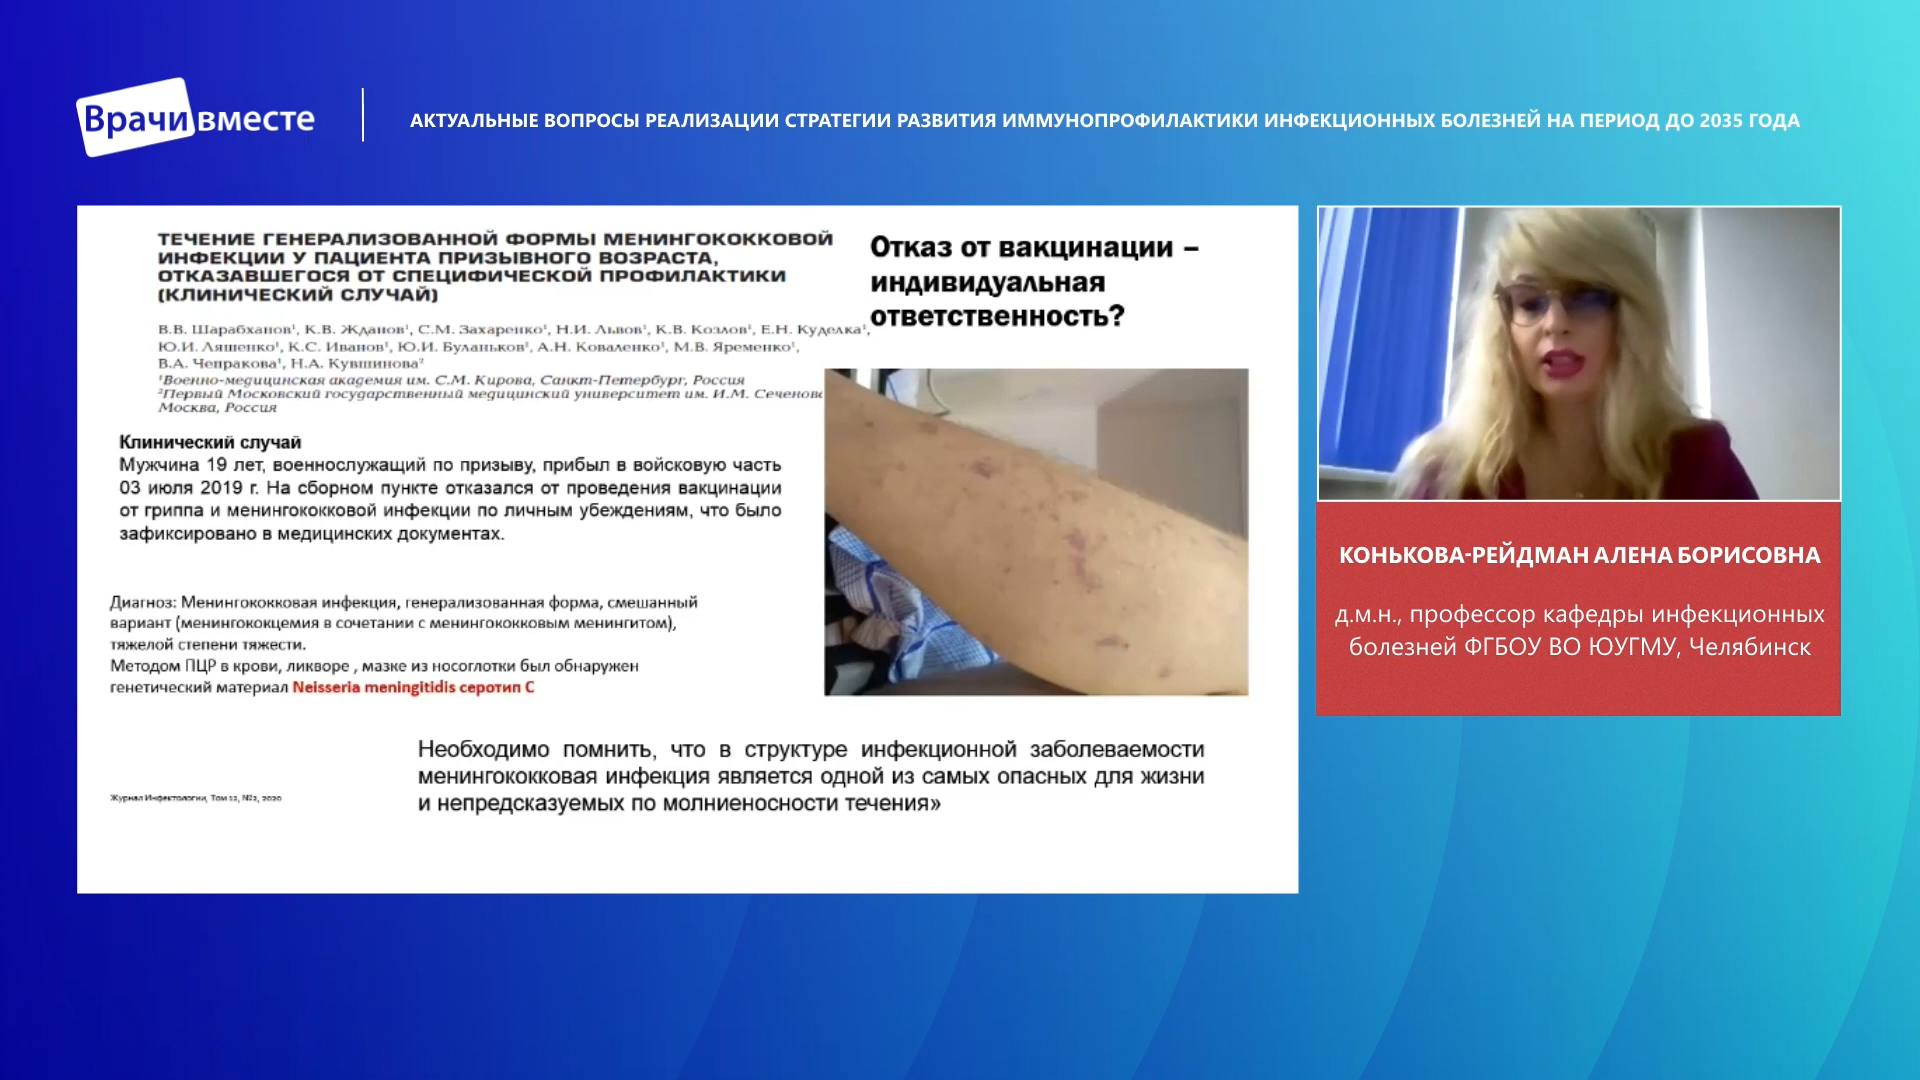 Врачи вместе
АКТУАЛЬНЫЕ ВОПРОСЫ РЕАЛИЗАЦИИ СТРАТЕГИИ РАЗВИТИЯ ИММУНОПРОФИЛАКТИКИ ИНФЕКЦИОННЫХ БОЛЕЗНЕЙ НА ПЕРИОД ДО 2035 ГОДА
ТЕЧЕНИЕ ГЕНЕРАЛИЗОВАННОЙ ФОРМЫ МЕНИНГОКОККОВОЙ
ИНФЕКЦИИ У ПАЦИЕНТА ПРИЗЫВНОГО ВОЗРАСТА,
ОТКАЗАВШЕГОСЯ ОТ СПЕЦИФИЧЕСКОЙ ПРОФИЛАКТИКИ
(КЛИНИЧЕСКИЙ СЛУЧАЙ)
В.В. Шарабханов¹, К.В. Жданов¹, С.М. Захаренко¹, Н.И. Львов¹, К.В. Козлов¹, Е.Н. Куделка¹,
Ю.И. Ляшенко¹, К.С. Иванов¹, Ю.И. Буланьков¹, А.Н. Коваленко¹, М.В. Яременко¹,
В.А. Чепракова¹, Н.А. Кувшинова²
¹Военно-медицинская академия им. С.М. Кирова, Санкт-Петербург, Россия
²Первый Московский государственный медицинский университет им. И.М. Сеченова
Москва, Россия
Отказ от вакцинации –
индивидуальная
ответственность?
Клинический случай
Мужчина 19 лет, военнослужащий по призыву, прибыл в войсковую часть
03 июля 2019 г. На сборном пункте отказался от проведения вакцинации
от гриппа и менингококковой инфекции по личным убеждениям, что было
зафиксировано в медицинских документах.
Диагноз: Менингококковая инфекция, генерализованная форма, смешанный
вариант (менингококцемия в сочетании с менингококковым менингитом),
тяжелой степени тяжести.
Методом ПЦР в крови, ликворе , мазке из носоглотки был обнаружен
генетический материал Neisseria meningitidis серотип С
Необходимо помнить, что в структуре инфекционной заболеваемости
менингококковая инфекция является одной из самых опасных для жизни
и непредсказуемых по молниеносности течения»
Журнал Инфектологии, Том 12, №2, 2020
КОНЬКОВА-РЕЙДМАН АЛЕНА БОРИСОВНА
д.м.н., профессор кафедры инфекционных
болезней ФГБОУ ВО ЮУГМУ, Челябинск